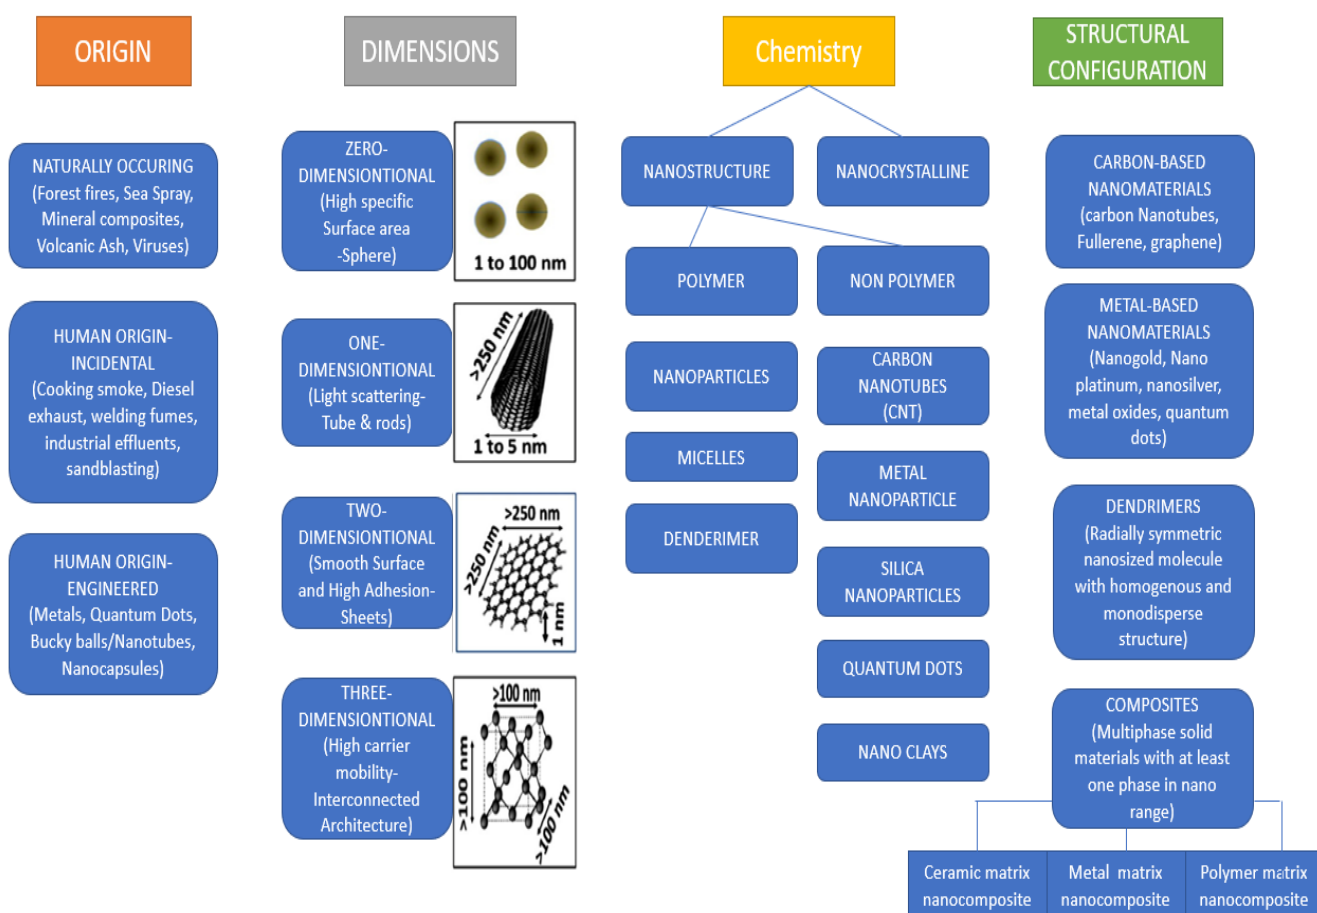 ORIGIN
NATURALLY OCCURING
(Forest fires, Sea Spray,
Mineral composites,
Volcanic Ash, Viruses)
HUMAN ORIGIN-
INCIDENTAL
(Cooking smoke, Diesel
exhaust, welding fumes,
industrial effluents,
sandblasting)
HUMAN ORIGIN-
ENGINEERED
(Metals, Quantum Dots,
Bucky balls/Nanotubes,
Nanocapsules)
DIMENSIONS
ZERO-
DIMENSIONTIONAL
(High specific
Surface area
-Sphere)
1 to 100 nm
ONE-
DIMENSIONTIONAL
(Light scattering-
Tube & rods)
>250 nm
1 to 5 nm
TWO-
DIMENSIONTIONAL
(Smooth Surface
and High Adhesion-
Sheets)
>250 nm
>250 nm
1 nm
THREE-
DIMENSIONTIONAL
(High carrier
mobility-
Interconnected
Architecture)
>100 nm
>100 nm
>100 nm
Chemistry
NANOSTRUCTURE
NANOCRYSTALLINE
POLYMER
NON POLYMER
NANOPARTICLES
MICELLES
DENDERIMER
CARBON
NANOTUBES
(CNT)
METAL
NANOPARTICLE
SILICA
NANOPARTICLES
QUANTUM DOTS
NANO CLAYS
STRUCTURAL
CONFIGURATION
CARBON-BASED
NANOMATERIALS
(carbon Nanotubes,
Fullerene, graphene)
METAL-BASED
NANOMATERIALS
(Nanogold, Nano
platinum, nanosilver,
metal oxides, quantum
dots)
DENDRIMERS
(Radially symmetric
nanosized molecule
with homogenous and
monodisperse
structure)
COMPOSITES
(Multiphase solid
materials with at least
one phase in nano
range)
Ceramic matrix
nanocomposite
Metal matrix
nanocomposite
Polymer matrix
nanocomposite